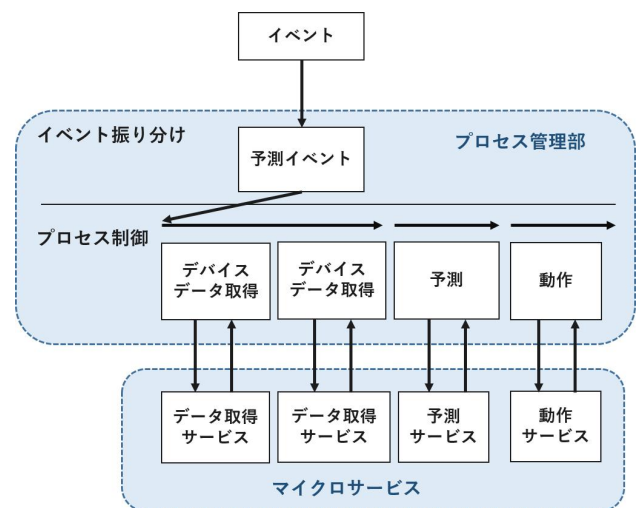 イベント
イベント振り分け
プロセス管理部
予測イベント
プロセス制御
デバイス
データ取得
デバイス
データ取得
予測
動作
データ取得
サービス
データ取得
サービス
予測
サービス
動作
サービス
マイクロサービス